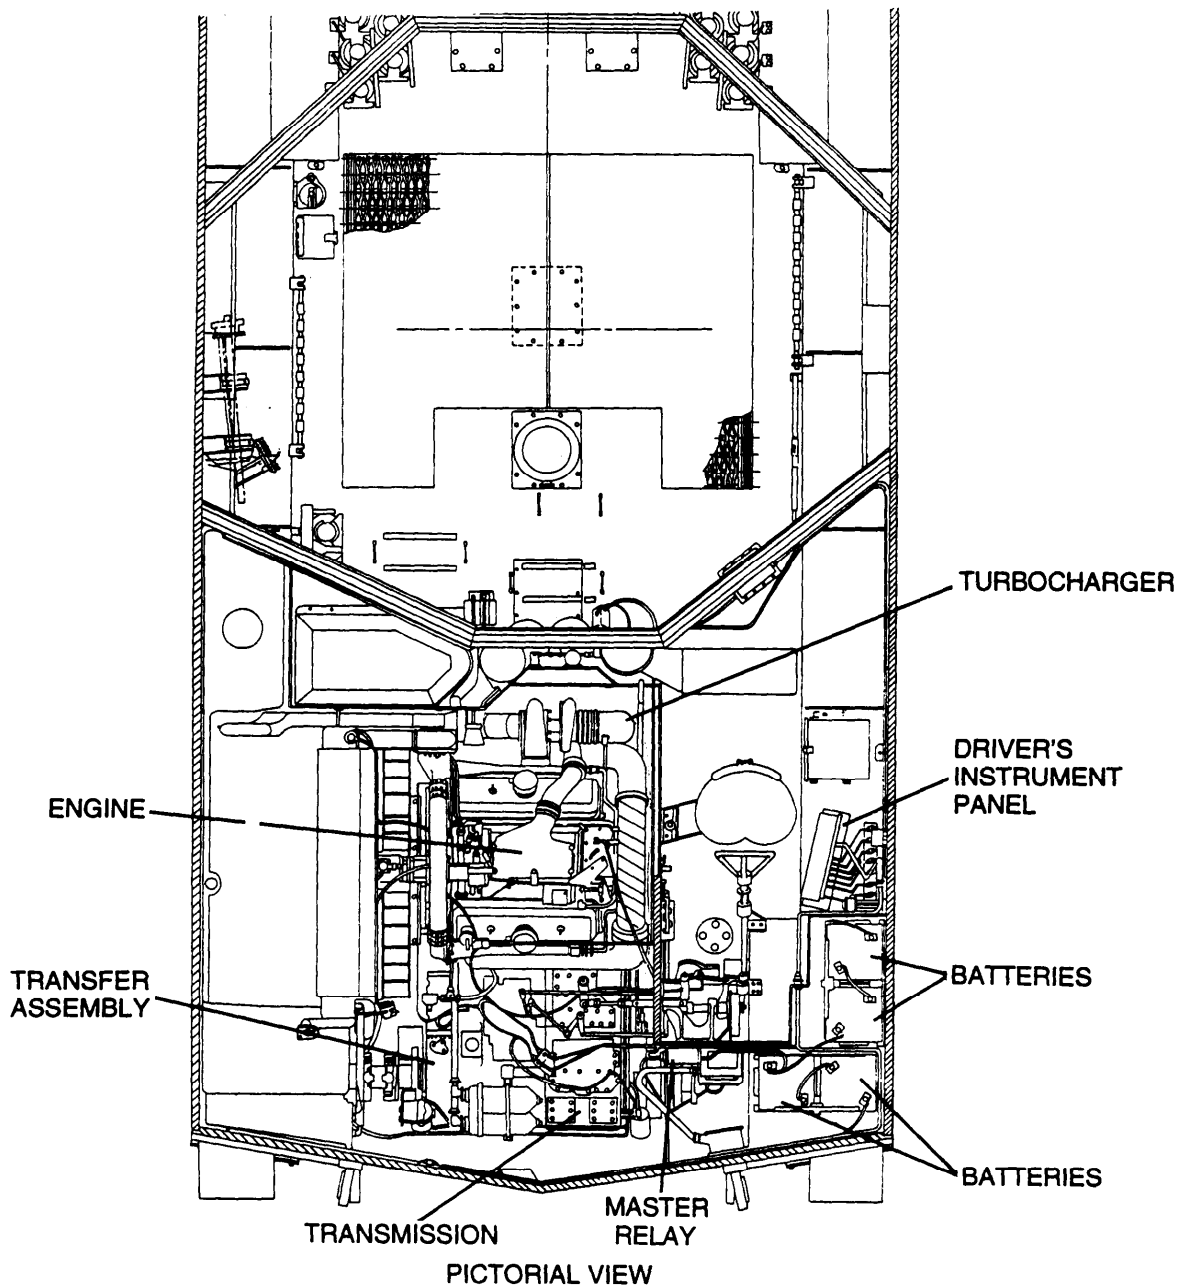 TURBOCHARGER
DRIVER'S
INSTRUMENT
PANEL
ENGINE
TRANSFER
ASSEMBLY
BATTERIES
BATTERIES
TRANSMISSION
MASTER
RELAY
PICTORIAL VIEW